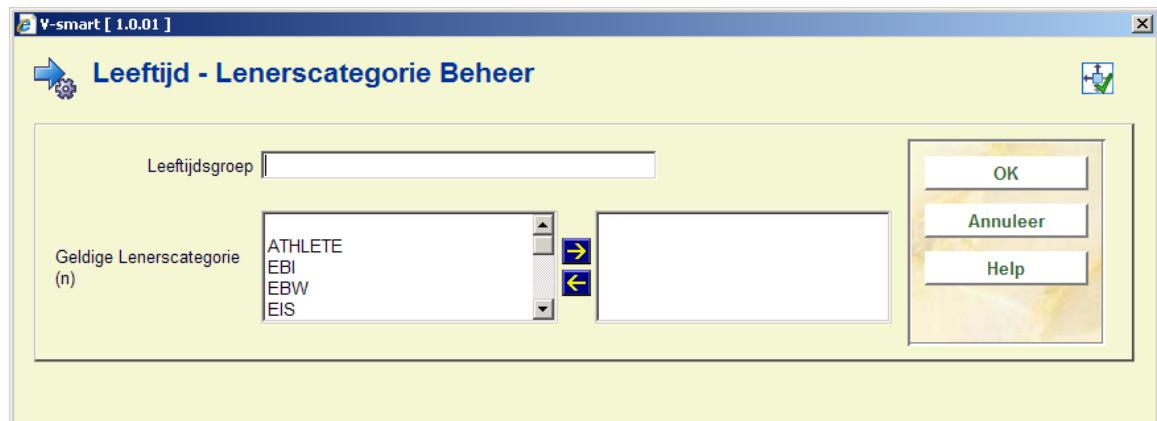 V-smart [ 1.0.01 ]
Leeftijd - Lenerscategorie Beheer
Leeftijdsgroep
OK
Annuleer
Help
Geldige Lenerscategorie
(n)
ATHLETE
EBI
EBW
EIS